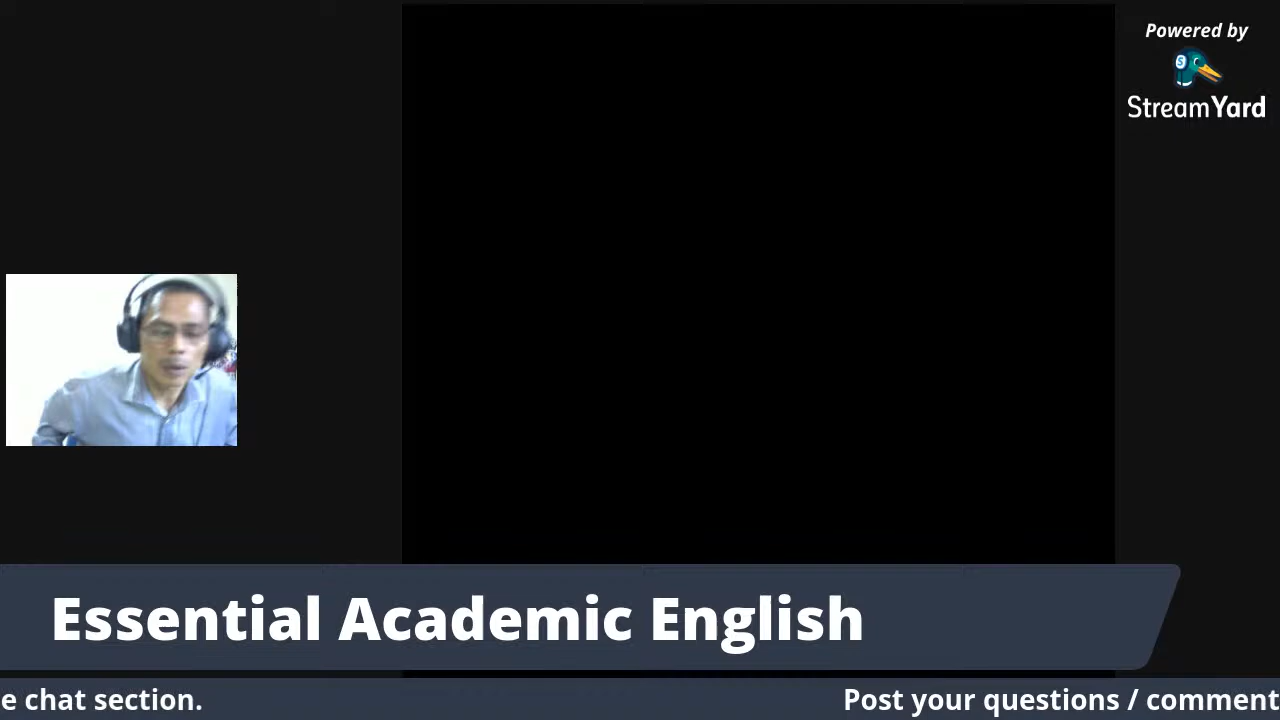 Powered by
StreamYard
Essential Academic English
e chat section. Post your questions / comment